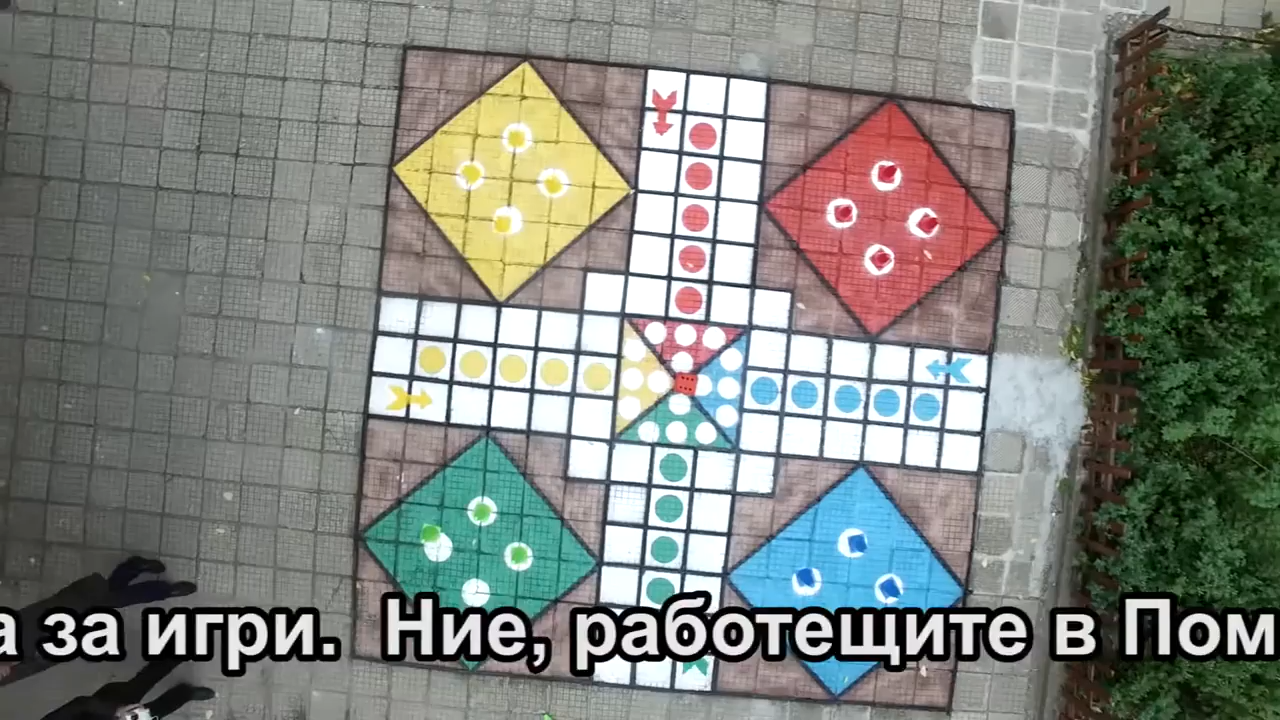 а за игри. Ние, работещите в Пом